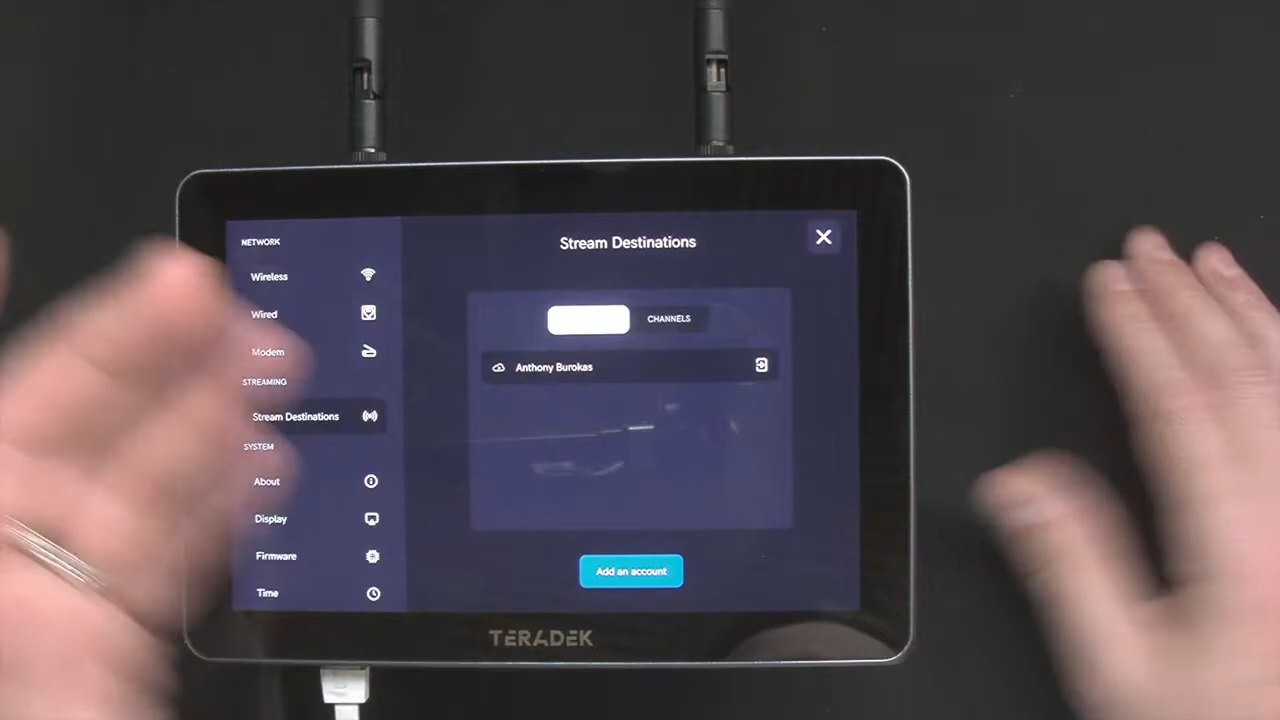 NETWORK
Wireless
Wired
Modem
STREAMING
Stream Destinations
SYSTEM
About
Display
Firmware
Time
Stream Destinations
CHANNELS
Anthony Burokas
Add an account
TERADEK